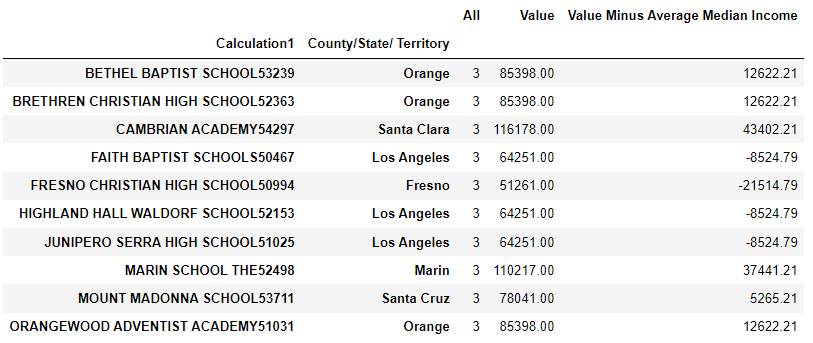 All Value Value Minus Average Median Income
Calculation1 County/State/ Territory
BETHEL BAPTIST SCHOOL53239 Orange 3 85398.00 12622.21
BRETHREN CHRISTIAN HIGH SCHOOL52363 Orange 3 85398.00 12622.21
CAMBRIAN ACADEMY54297 Santa Clara 3 116178.00 43402.21
FAITH BAPTIST SCHOOLS50467 Los Angeles 3 64251.00 -8524.79
FRESNO CHRISTIAN HIGH SCHOOL50994 Fresno 3 51261.00 -21514.79
HIGHLAND HALL WALDORF SCHOOL52153 Los Angeles 3 64251.00 -8524.79
JUNIPERO SERRA HIGH SCHOOL51025 Los Angeles 3 64251.00 -8524.79
MARIN SCHOOL THE52498 Marin 3 110217.00 37441.21
MOUNT MADONNA SCHOOL53711 Santa Cruz 3 78041.00 5265.21
ORANGEWOOD ADVENTIST ACADEMY51031 Orange 3 85398.00 12622.21